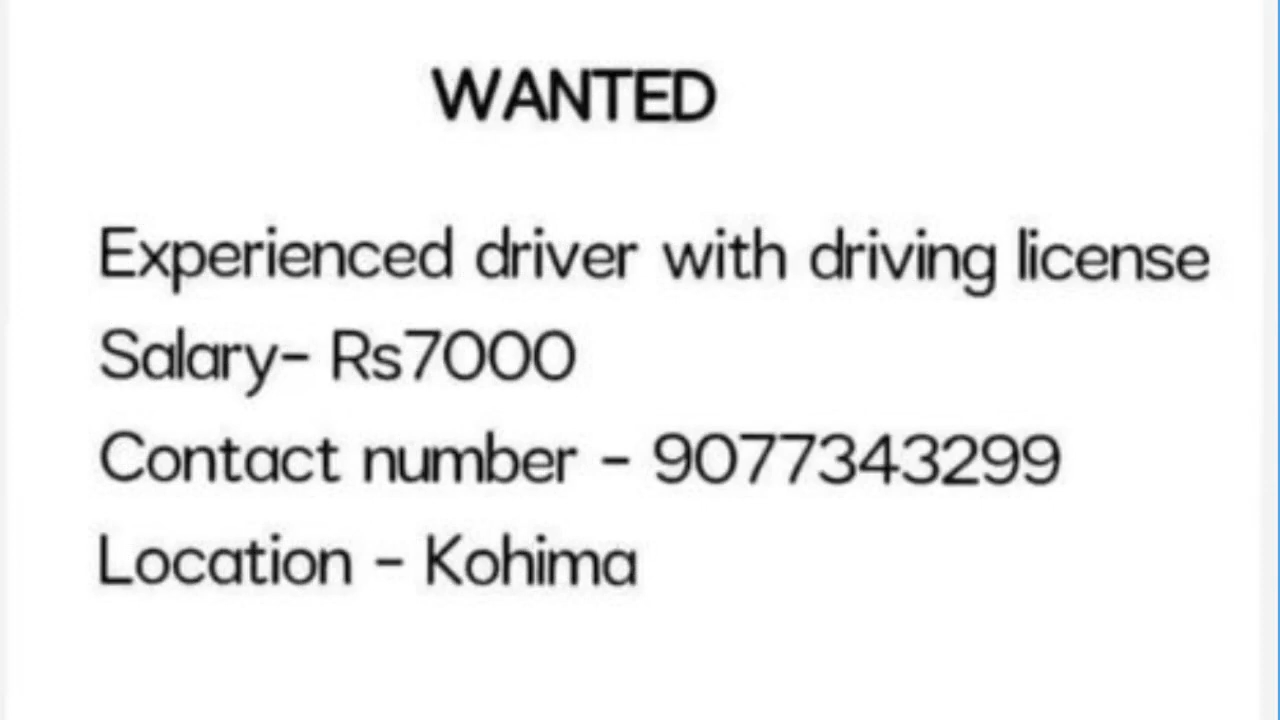 WANTED
Experienced driver with driving license
Salary- Rs7000
Contact number - 9077343299
Location - Kohima